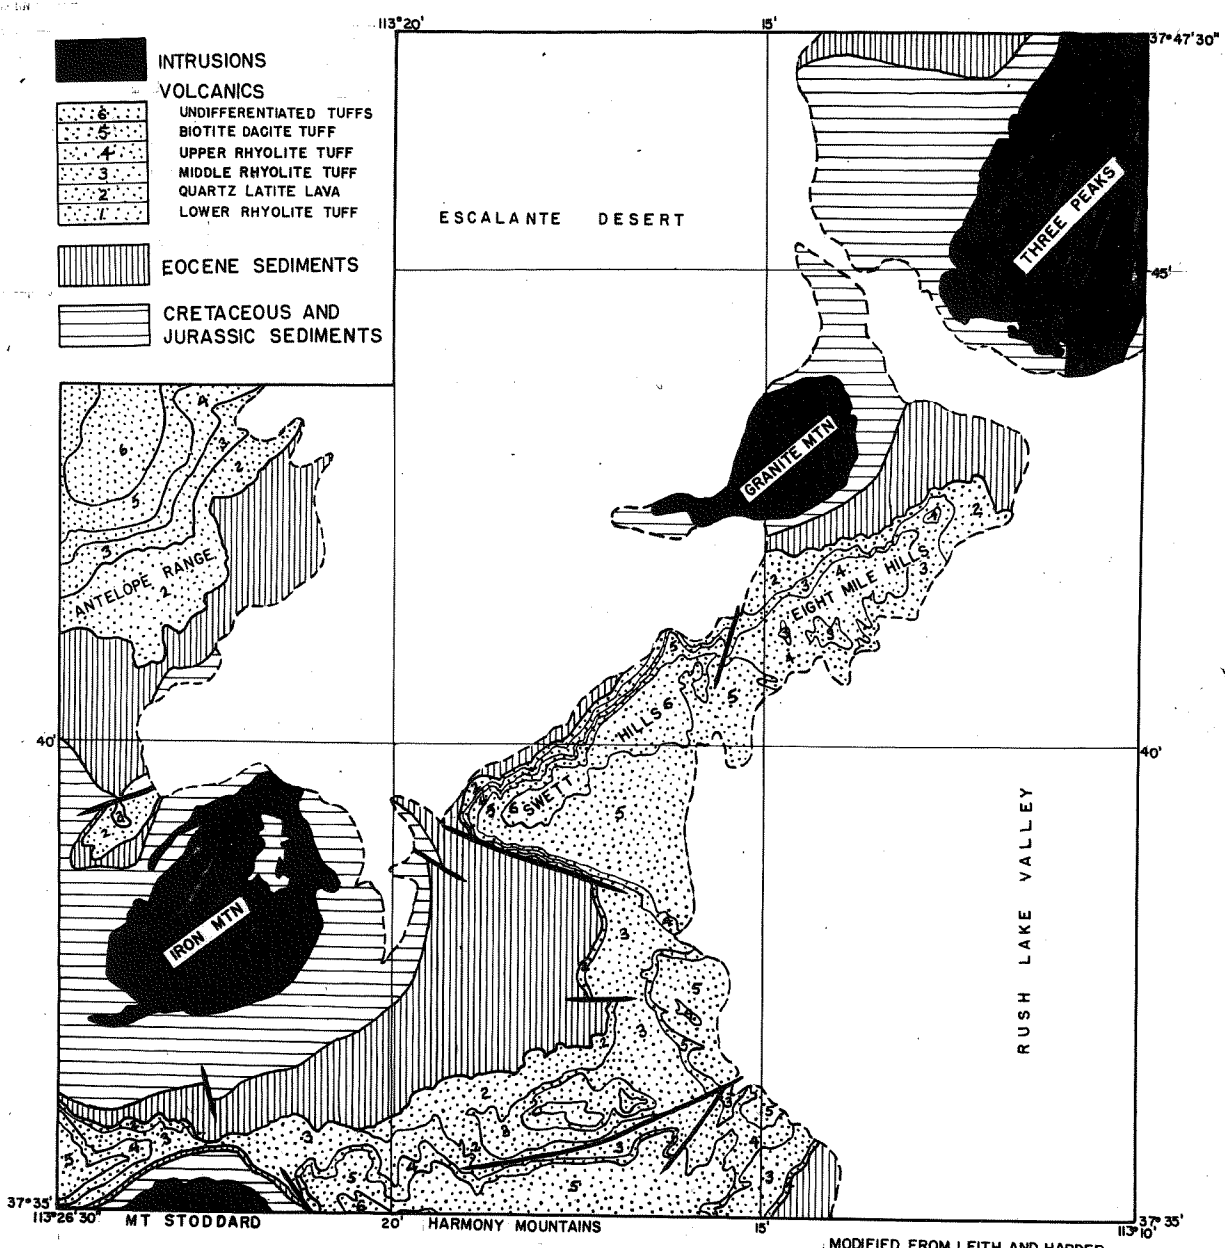 113°20'
15'
37°47'30"
INTRUSIONS
VOLCANICS
6 UNDIFFERENTIATED TUFFS
5 BIOTITE DACITE TUFF
4 UPPER RHYOLITE TUFF
3 MIDDLE RHYOLITE TUFF
2 QUARTZ LATITE LAVA
1 LOWER RHYOLITE TUFF
EOCENE SEDIMENTS
CRETACEOUS AND
JURASSIC SEDIMENTS
ESCALANTE DESERT
THREE PEAKS
45'
GRANITE MTN
ANTELOPE RANGE
EIGHT MILE HILLS
SWETT HILLS
40'
40'
IRON MTN
RUSH LAKE VALLEY
37°35'
113°26'30"
MT STODDARD
20'
HARMONY MOUNTAINS
15'
113°10'
37°35'
MODIFIED FROM LEITH AND HARDER